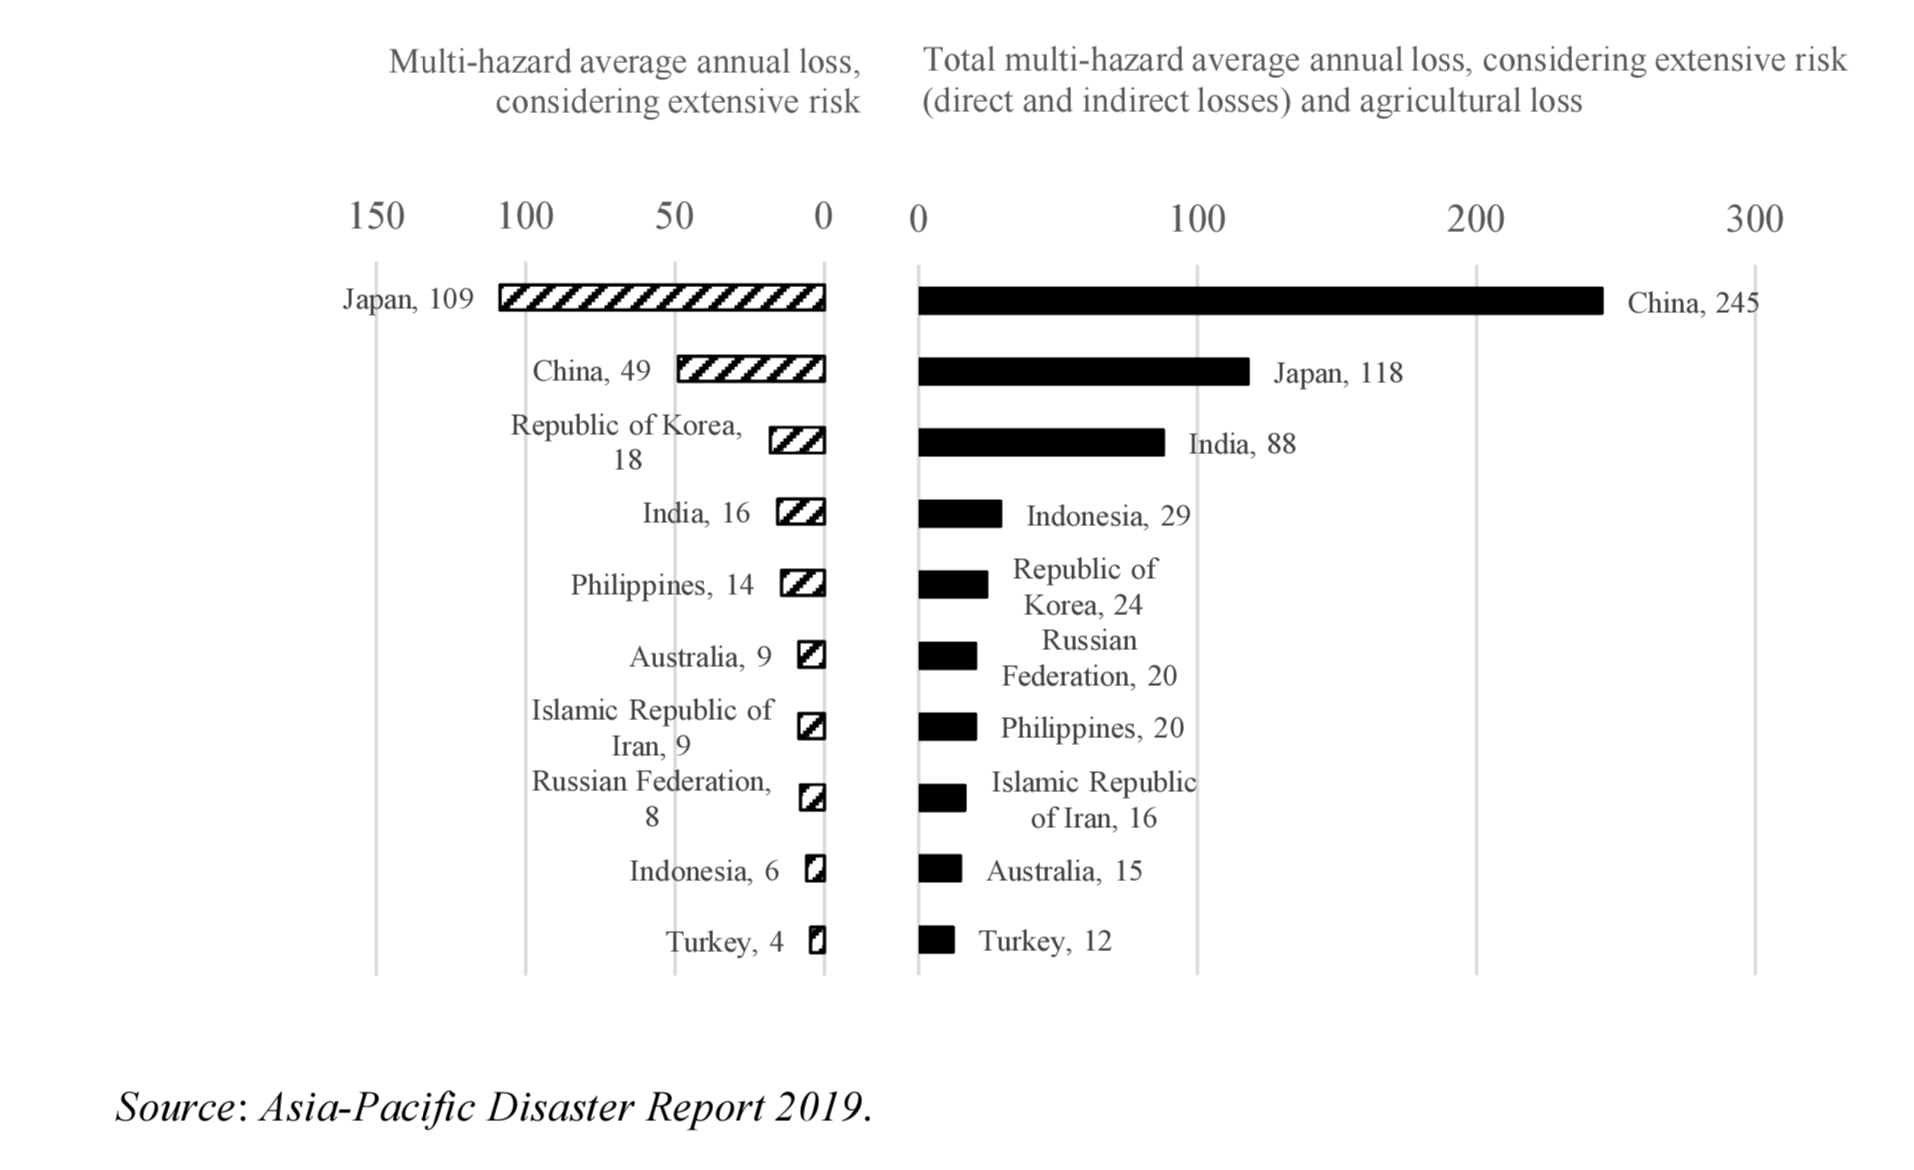 Multi-hazard average annual loss,
considering extensive risk
Total multi-hazard average annual loss, considering extensive risk
(direct and indirect losses) and agricultural loss
150 100 50 0
0 100 200 300
Japan, 109
China, 49
Republic of Korea,
18
India, 16
Philippines, 14
Australia, 9
Islamic Republic of
Iran, 9
Russian Federation,
8
Indonesia, 6
Turkey, 4
China, 245
Japan, 118
India, 88
Indonesia, 29
Republic of
Korea, 24
Russian
Federation, 20
Philippines, 20
Islamic Republic
of Iran, 16
Australia, 15
Turkey, 12
Source: Asia-Pacific Disaster Report 2019.